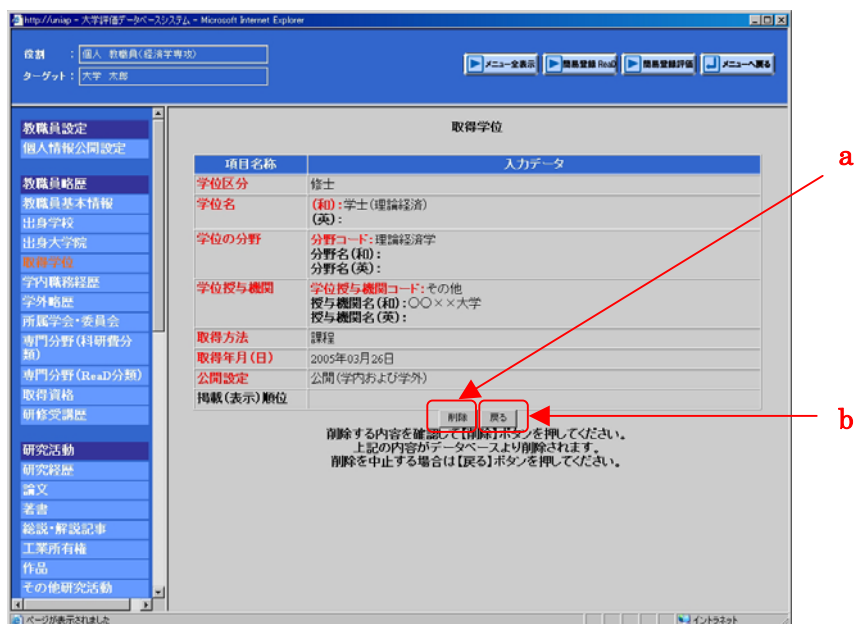 http://uniap - 大学評価データベースシステム - Microsoft Internet Explorer
役割 : 個人 教職員(経済学専攻)
ターゲット : 大学 太郎
メニュー全表示 簡易登録 ReaD 簡易登録評価 メニューへ戻る
教職員設定
個人情報公開設定
教職員略歴
教職員基本情報
出身学校
出身大学院
取得学位
学内職務経歴
学外略歴
所属学会・委員会
専門分野(科研費分
類)
専門分野(ReaD分類)
取得資格
研修受講歴
研究活動
研究経歴
論文
著書
総説・解説記事
工業所有権
作品
その他研究活動
取得学位
項目名称 入力データ
学位区分 修士
学位名 (和):学士(理論経済)
(英):
学位の分野 分野コード:理論経済学
分野名(和):
分野名(英):
学位授与機関 学位授与機関コード:その他
授与機関名(和):○○××大学
授与機関名(英):
取得方法 課程
取得年月(日) 2005年03月26日
公開設定 公開(学内および学外)
掲載(表示)順位
削除 戻る
削除する内容を確認して【削除】ボタンを押してください。
上記の内容がデータベースより削除されます。
削除を中止する場合は【戻る】ボタンを押してください。
a
b
ページが表示されました
イントラネット